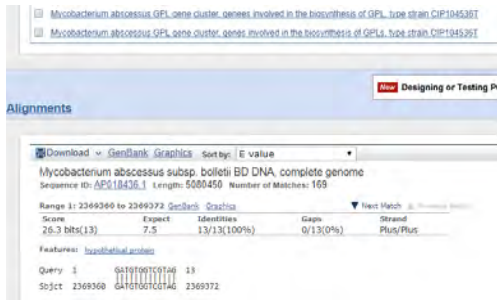 Mycobacterium abscessus GPL gene cluster, genees involved in the biosynthesis of GPL, type strain CIP104536T
Mycobacterium abscessus GPL gene cluster, genes involved in the biosynthesis of GPLs, type strain CIP104536T
New Designing or Testing P
Alignments
Download GenBank Graphics Sort by: E value
Mycobacterium abscessus subsp. bolletii BD DNA, complete genome
Sequence ID: AP018436.1 Length: 5080450 Number of Matches: 169
Range 1: 2369360 to 2369372 GenBank Graphics Next Match Previous
Score Expect Identities Gaps Strand
26.3 bits(13) 7.5 13/13(100%) 0/13(0%) Plus/Plus
Features: hypothetical protein
Query 1 GATGTGGTCGTAG 13
Sbjct 2369360 GATGTGGTCGTAG 2369372